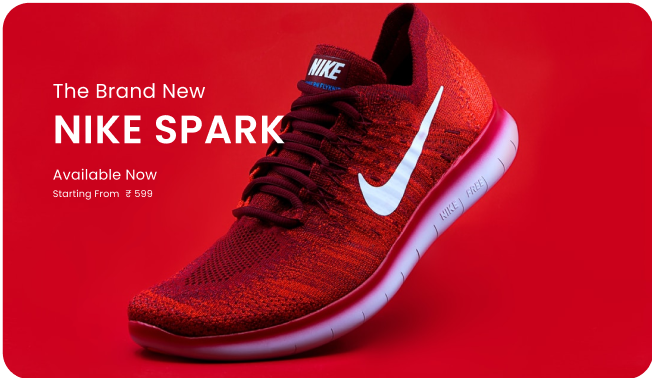 The Brand New
NIKE SPARK
Available Now
Starting From ₹ 599
NIKE
NIKE FREE